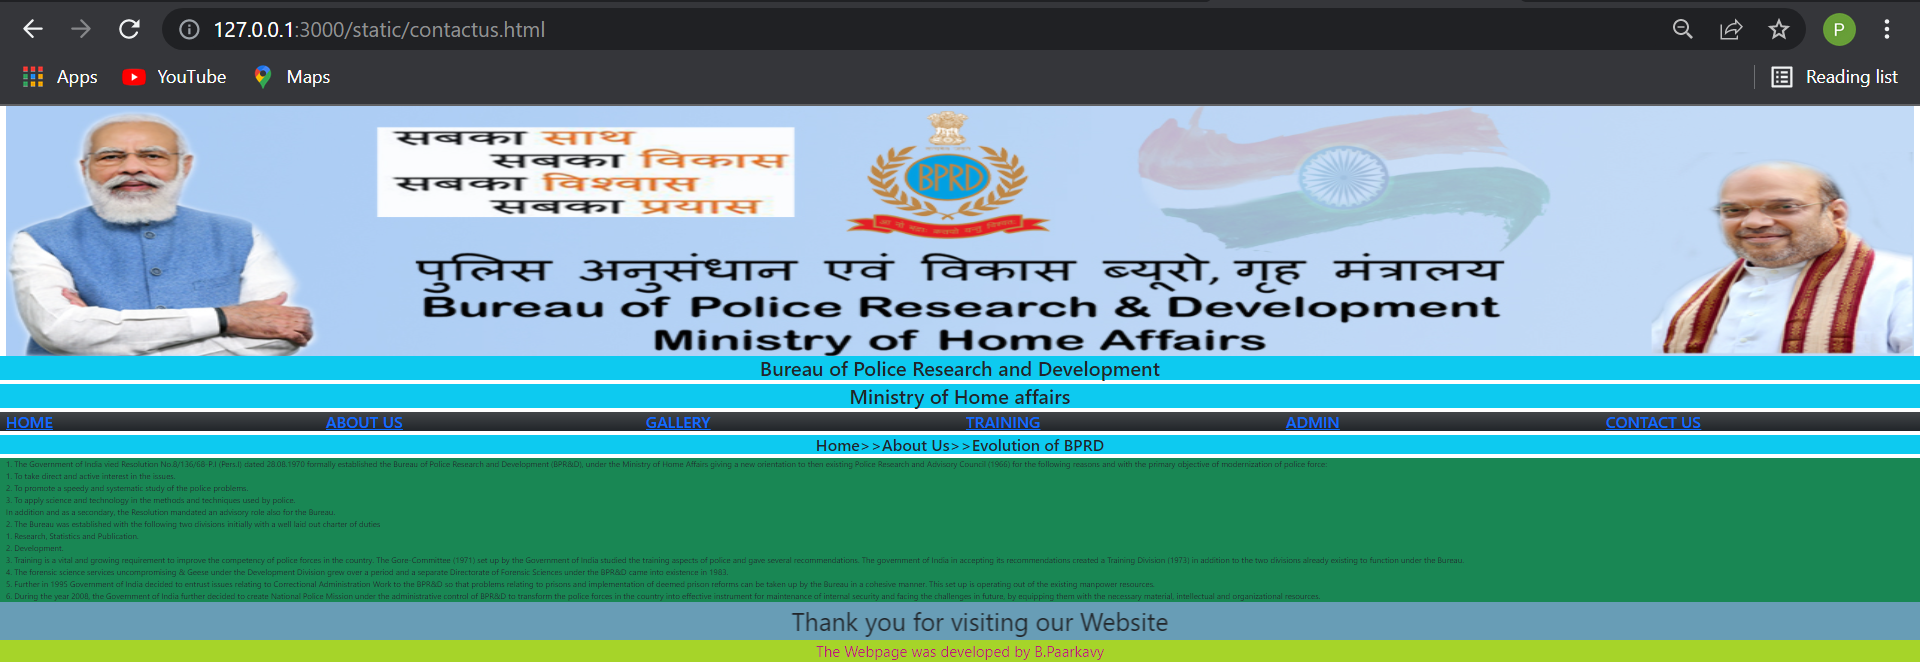 127.0.0.1:3000/static/contactus.html
P
Apps YouTube Maps Reading list
सबका साथ
सबका विकास
सबका विश्वास
सबका प्रयास
BPRD
पुलिस अनुसंधान एवं विकास ब्यूरो, गृह मंत्रालय
Bureau of Police Research & Development
Ministry of Home Affairs
Bureau of Police Research and Development
Ministry of Home affairs
HOME ABOUT US GALLERY TRAINING ADMIN CONTACT US
Home>>About Us>>Evolution of BPRD
1. The Government of India vied Resolution No.8/136/68-P.I (Pers.I) dated 28.08.1970 formally established the Bureau of Police Research and Development (BPR&D), under the Ministry of Home Affairs giving a new orientation to then existing Police Research and Advisory Council (1966) for the following reasons and with the primary objective of modernization of police force:
1. To take direct and active interest in the issues.
2. To promote a speedy and systematic study of the police problems.
3. To apply science and technology in the methods and techniques used by police.
In addition and as a secondary, the Resolution mandated an advisory role also for the Bureau.
2. The Bureau was established with the following two divisions initially with a well laid out charter of duties
1. Research, Statistics and Publication.
2. Development.
3. Training is a vital and growing requirement to improve the competency of police forces in the country. The Gore-Committee (1971) set up by the Government of India studied the training aspects of police and gave several recommendations. The government of India in accepting its recommendations created a Training Division (1973) in addition to the two divisions already existing to function under the Bureau.
4. The forensic science services uncompromising & Geese under the Development Division grew over a period and a separate Directorate of Forensic Sciences under the BPR&D came into existence in 1983.
5. Further in 1995 Government of India decided to entrust issues relating to Correctional Administration Work to the BPR&D so that problems relating to prisons and implementation of deemed prison reforms can be taken up by the Bureau in a cohesive manner. This set up is operating out of the existing manpower resources.
6. During the year 2008, the Government of India further decided to create National Police Mission under the administrative control of BPR&D to transform the police forces in the country into effective instrument for maintenance of internal security and facing the challenges in future, by equipping them with the necessary material, intellectual and organizational resources.
Thank you for visiting our Website
The Webpage was developed by B.Paarkavy